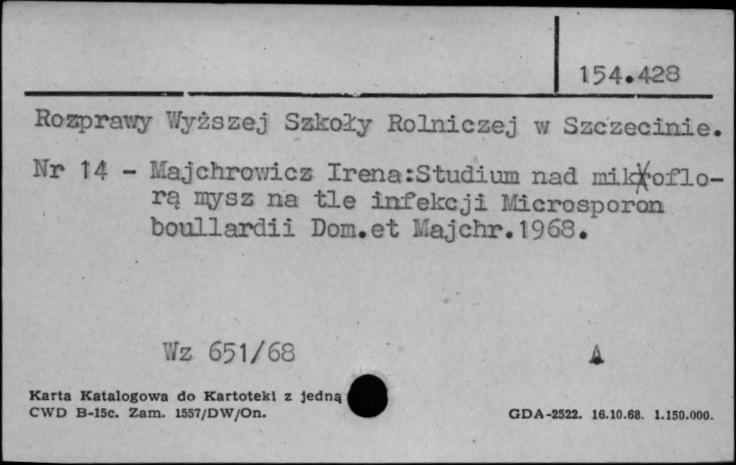 154.428
Rozprawy Wyższej Szkoły Rolniczej w Szczecinie.
Nr 14 - Majchrowicz Irena:Studium nad mikoflo-
rą mysz na tle infekcji Microsporon
boullardii Dom.et Majchr.1968.
Wz 651/68 A
Karta Katalogowa do Kartoteki z jedną
CWD B-15c. Zam. 1557/DW/On. GDA-2522. 16.10.68. 1.150.000.